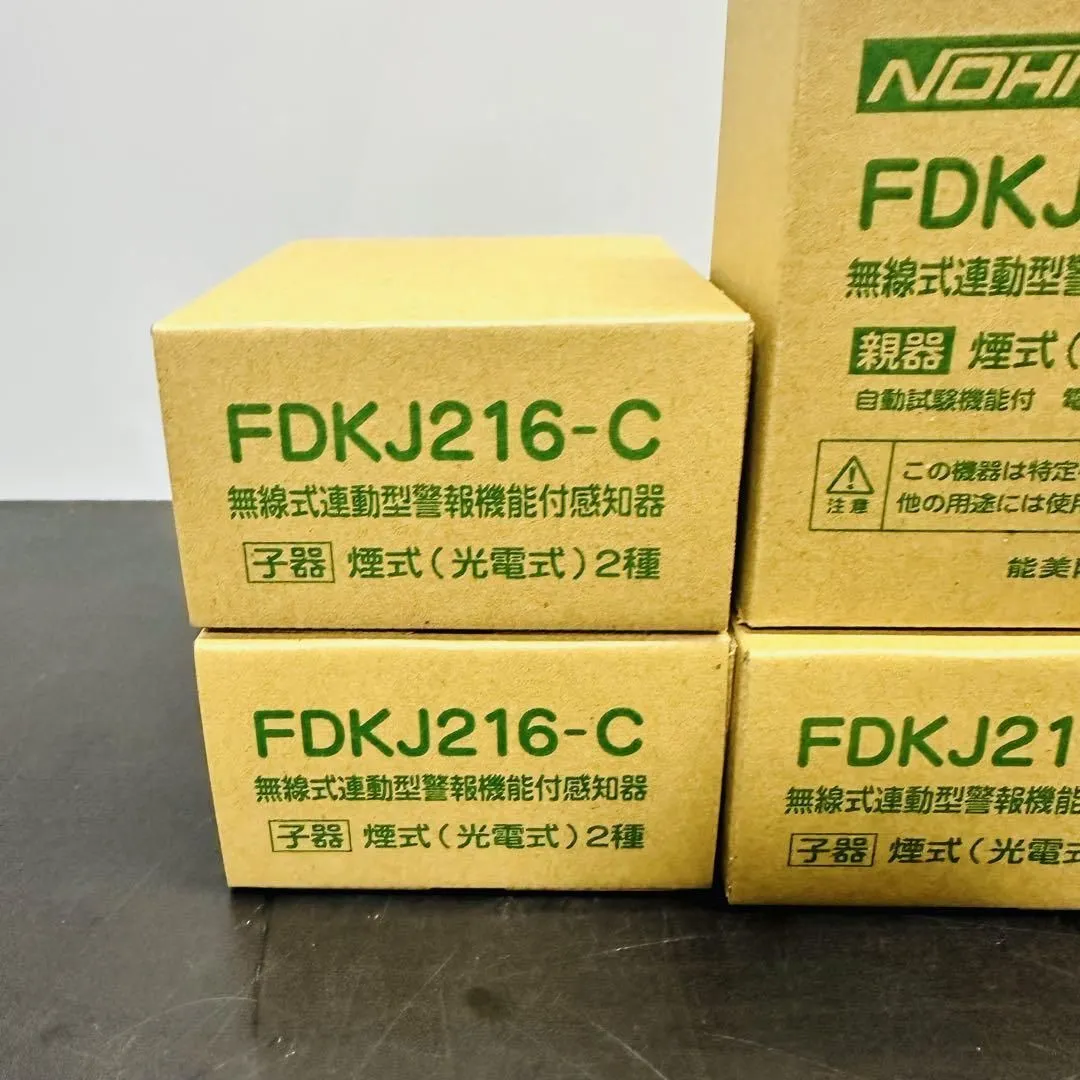 FDKJ216-C
無線式連動型警報機能付感知器
子器 煙式(光電式)2種
FDKJ216-C
無線式連動型警報機能付感知器
子器 煙式(光電式)2種
NOH
FDKJ
無線式連動型警
親器 煙式(
自動試験機能付 電
注意
この機器は特定
他の用途には使用
能美
FDKJ21
無線式連動型警報機能
子器 煙式(光電式